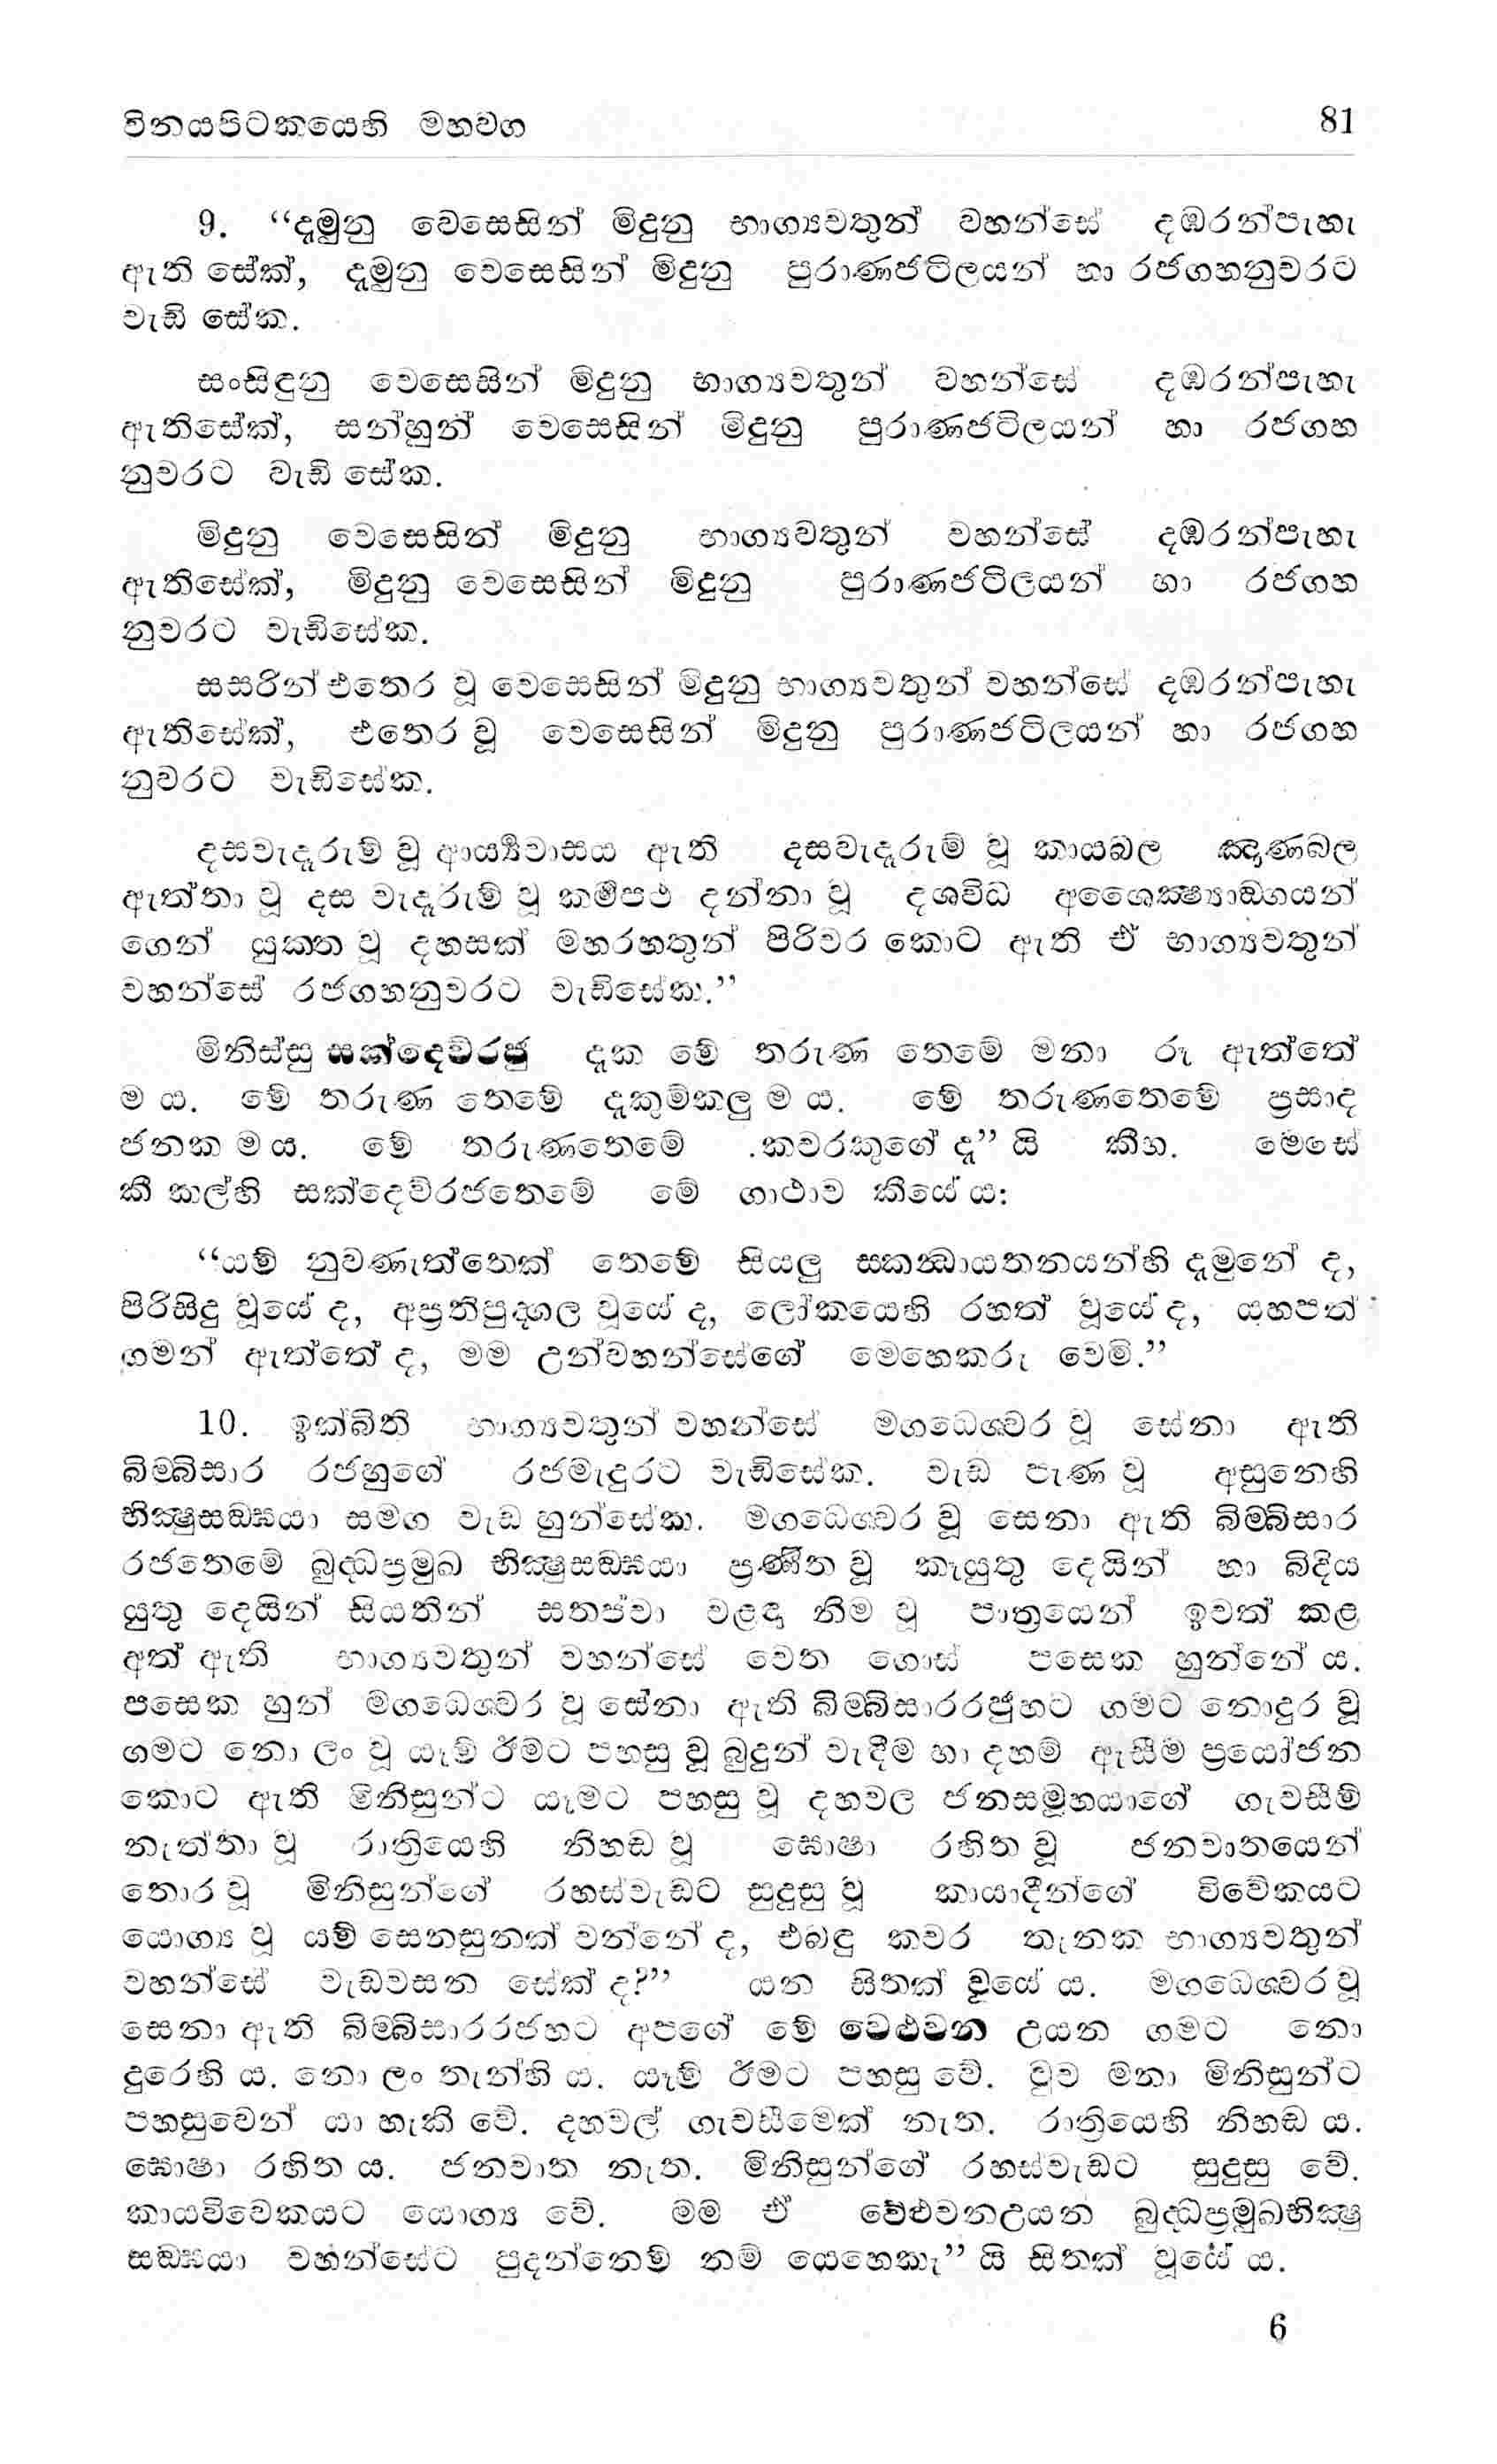 විනයපිටකයෙහි මහවග 81
9. “දැමුනු වෙසෙසින් මිදුනු භාග්‍යවතුන් වහන්සේ දඹරන්පැහැ
ඇති සේක්, දැමුනු වෙසෙසින් මිදුනු පුරාණජටිලයන් හා රජගහනුවරට
වැඩි සේක.
සංසිඳුනු වෙසෙසින් මිදුනු භාග්‍යවතුන් වහන්සේ දඹරන්පැහැ
ඇතිසේක්, සන්හුන් වෙසෙසින් මිදුනු පුරාණජටිලයන් හා රජගහ
නුවරට වැඩි සේක.
මිදුනු වෙසෙසින් මිදුනු භාග්‍යවතුන් වහන්සේ දඹරන්පැහැ
ඇතිසේක්, මිදුනු වෙසෙසින් මිදුනු පුරාණජටිලයන් හා රජගහ
නුවරට වැඩිසේක.
සසරින් එතෙර වූ වෙසෙසින් මිදුනු භාග්‍යවතුන් වහන්සේ දඹරන්පැහැ
ඇතිසේක්, එතෙර වූ වෙසෙසින් මිදුනු පුරාණජටිලයන් හා රජගහ
නුවරට වැඩිසේක.
දසවැදෑරුම් වූ ආර්‍ය්‍යවාසය ඇති දසවැදෑරුම් වූ කායබල ඤාණබල
ඇත්තා වූ දස වැදෑරුම් වූ කර්‍මපථ දන්නා වූ දශවිධ අශෛක්‍ෂ්‍යාඞ්ගයන්
ගෙන් යුක්ත වූ දහසක් මහරහතුන් පිරිවර කොට ඇති ඒ භාග්‍යවතුන්
වහන්සේ රජගහනුවරට වැඩිසේක.”
මිනිස්සු සක්දෙව්රජු දැක මේ තරුණ තෙමේ මනා රූ ඇත්තේ
ම ය. මේ තරුණ තෙමේ දැකුම්කලු ම ය. මේ තරුණතෙමේ ප්‍රසාද
ජනක ම ය. මේ තරුණතෙමේ කවරකුගේ දැ” යි කීහ. මෙසේ
කී කල්හි සක්දෙව්රජතෙමේ මේ ගාථාව කීයේ ය:
“යම් නුවණැත්තෙක් තෙමේ සියලු ස්කන්‍ධායතනයන්හි දැමුනේ ද,
පිරිසිදු වූයේ ද, අප්‍රතිපුද්ගල වූයේ ද, ලෝකයෙහි රහත් වූයේ ද, යහපත්
ගමන් ඇත්තේ ද, මම උන්වහන්සේගේ මෙහෙකරු වෙමි.”
10. ඉක්බිති භාග්‍යවතුන් වහන්සේ මගධෙශ්වර වූ සේනා ඇති
බිම්බිසාර රජහුගේ රජමැදුරට වැඩිසේක. වැඩ පැණ වූ අසුනෙහි
භික්‍ෂුසඞ්ඝයා සමග වැඩ හුන්සේක. මගධෙශ්වර වූ සෙනා ඇති බිම්බිසාර
රජතෙමේ බුද්ධප්‍රමුඛ භික්‍ෂුසඞ්ඝයා ප්‍රණීත වූ කෑයුතු දෙයින් හා බිදිය
යුතු දෙයින් සියතින් සතප්වා වළඳා නිම වූ පාත්‍රයෙන් ඉවත් කළ
අත් ඇති භාග්‍යවතුන් වහන්සේ වෙත ගොස් පසෙක හුන්නේ ය.
පසෙක හුන් මගධෙශ්වර වූ සේනා ඇති බිම්බිසාරරජුහට ගමට නොදුර වූ
ගමට නො ලං වූ යෑම් ඊමට පහසු වූ බුදුන් වැදීම හා දහම් ඇසීම ප්‍රයෝජන
කොට ඇති මිනිසුන්ට යෑමට පහසු වූ දහවල ජනසමූහයාගේ ගැවසීම්
නැත්තා වූ රාත්‍රියෙහි නිහඬ වූ ඝොෂා රහිත වූ ජනවාතයෙන්
තොර වූ මිනිසුන්ගේ රහස්වැඩට සුදුසු වූ කායාදීන්ගේ විවේකයට
යොග්‍ය වූ යම් සෙනසුනක් වන්නේ ද, එබඳු කවර තැනක භාග්‍යවතුන්
වහන්සේ වැඩවසන සේක් ද?” යන සිතක් වූයේ ය. මගධෙශ්වර වූ
සෙනා ඇති බිම්බිසාරරජහට අපගේ මේ වෙළුවන උයන ගමට නො
දුරෙහි ය. නො ලං තැන්හි ය. යෑම් ඊමට පහසු වේ. වුව මනා මිනිසුන්ට
පහසුවෙන් යා හැකි වේ. දහවල් ගැවසීමෙක් නැත. රාත්‍රියෙහි නිහඬ ය.
ඝොෂා රහිත ය. ජනවාත නැත. මිනිසුන්ගේ රහස්වැඩට සුදුසු වේ.
කායවිවෙකයට යොග්‍ය වේ. මම ඒ වේළුවනඋයන බුද්ධප්‍රමුඛභික්‍ෂු
සඞ්ඝයා වහන්සේට පුදන්නෙම් නම් යෙහෙකැ” යි සිතක් වූයේ ය.
6